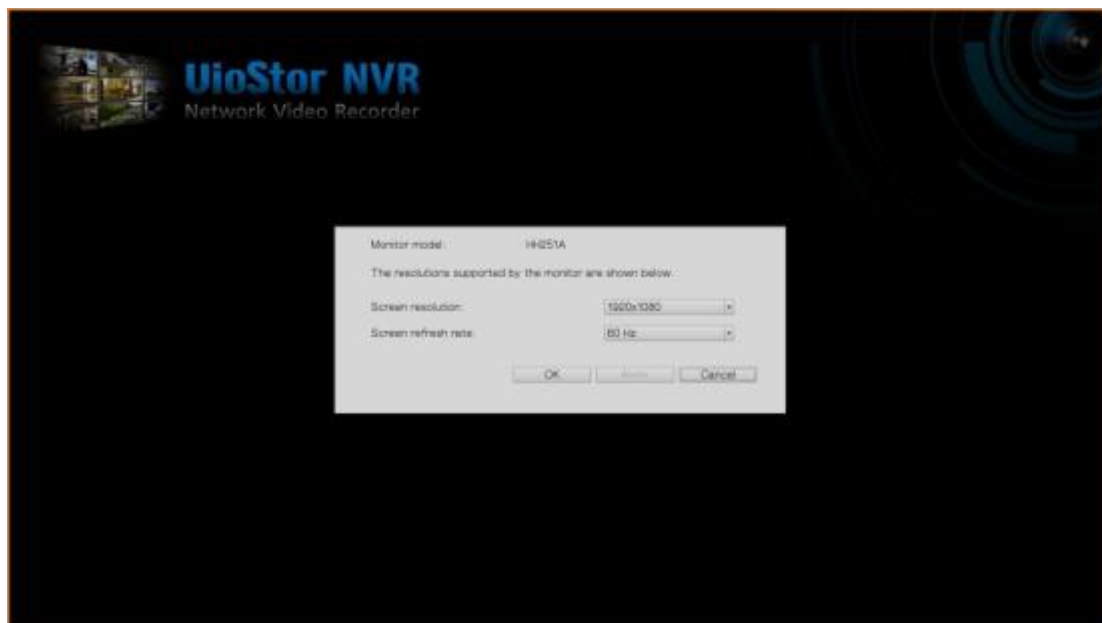 VioStor NVR
Network Video Recorder
Monitor model: HH251A
The resolutions supported by the monitor are shown below.
Screen resolution: 1920x1080
Screen refresh rate: 60 Hz
OK Cancel